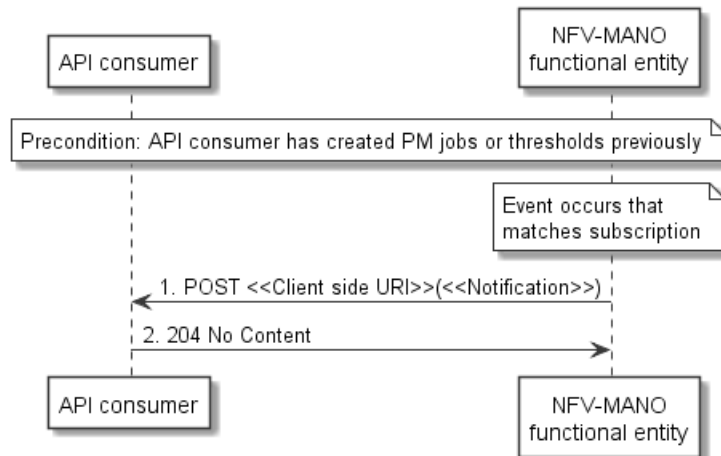 API consumer
NFV-MANO
functional entity
Precondition: API consumer has created PM jobs or thresholds previously
Event occurs that
matches subscription
1. POST <<Client side URI>>(<<Notification>>)
2. 204 No Content
API consumer
NFV-MANO
functional entity